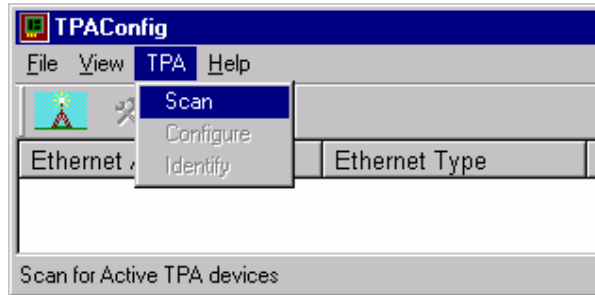 TPAConfig
File View TPA Help
Scan
Configure
Identify
Ethernet Ethernet Type
Scan for Active TPA devices